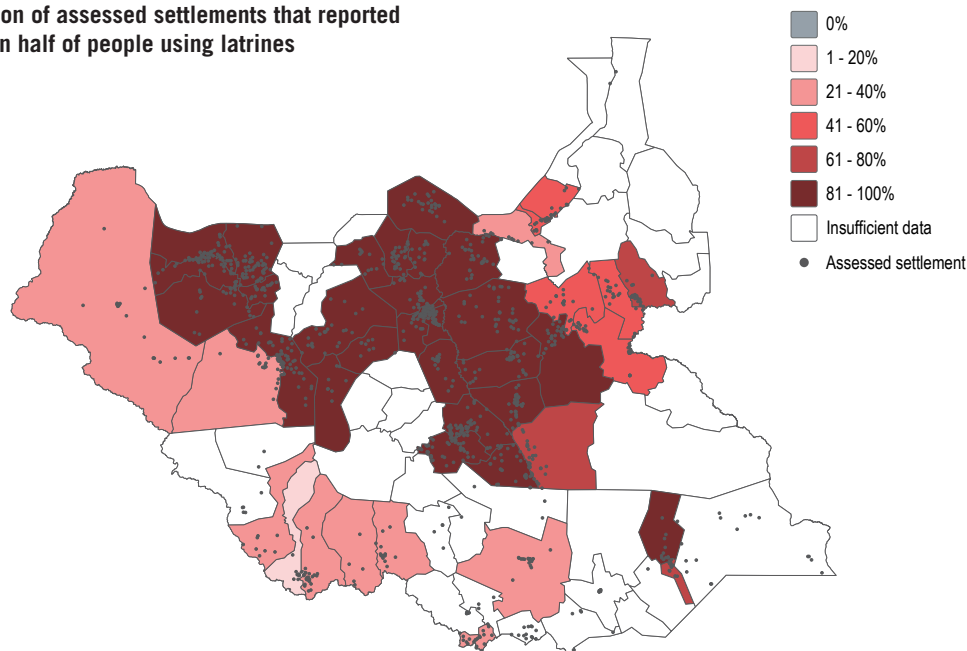 of assessed settlements that reported
half of people using latrines
0%
1 - 20%
21 - 40%
41 - 60%
61 - 80%
81 - 100%
Insufficient data
Assessed settlement